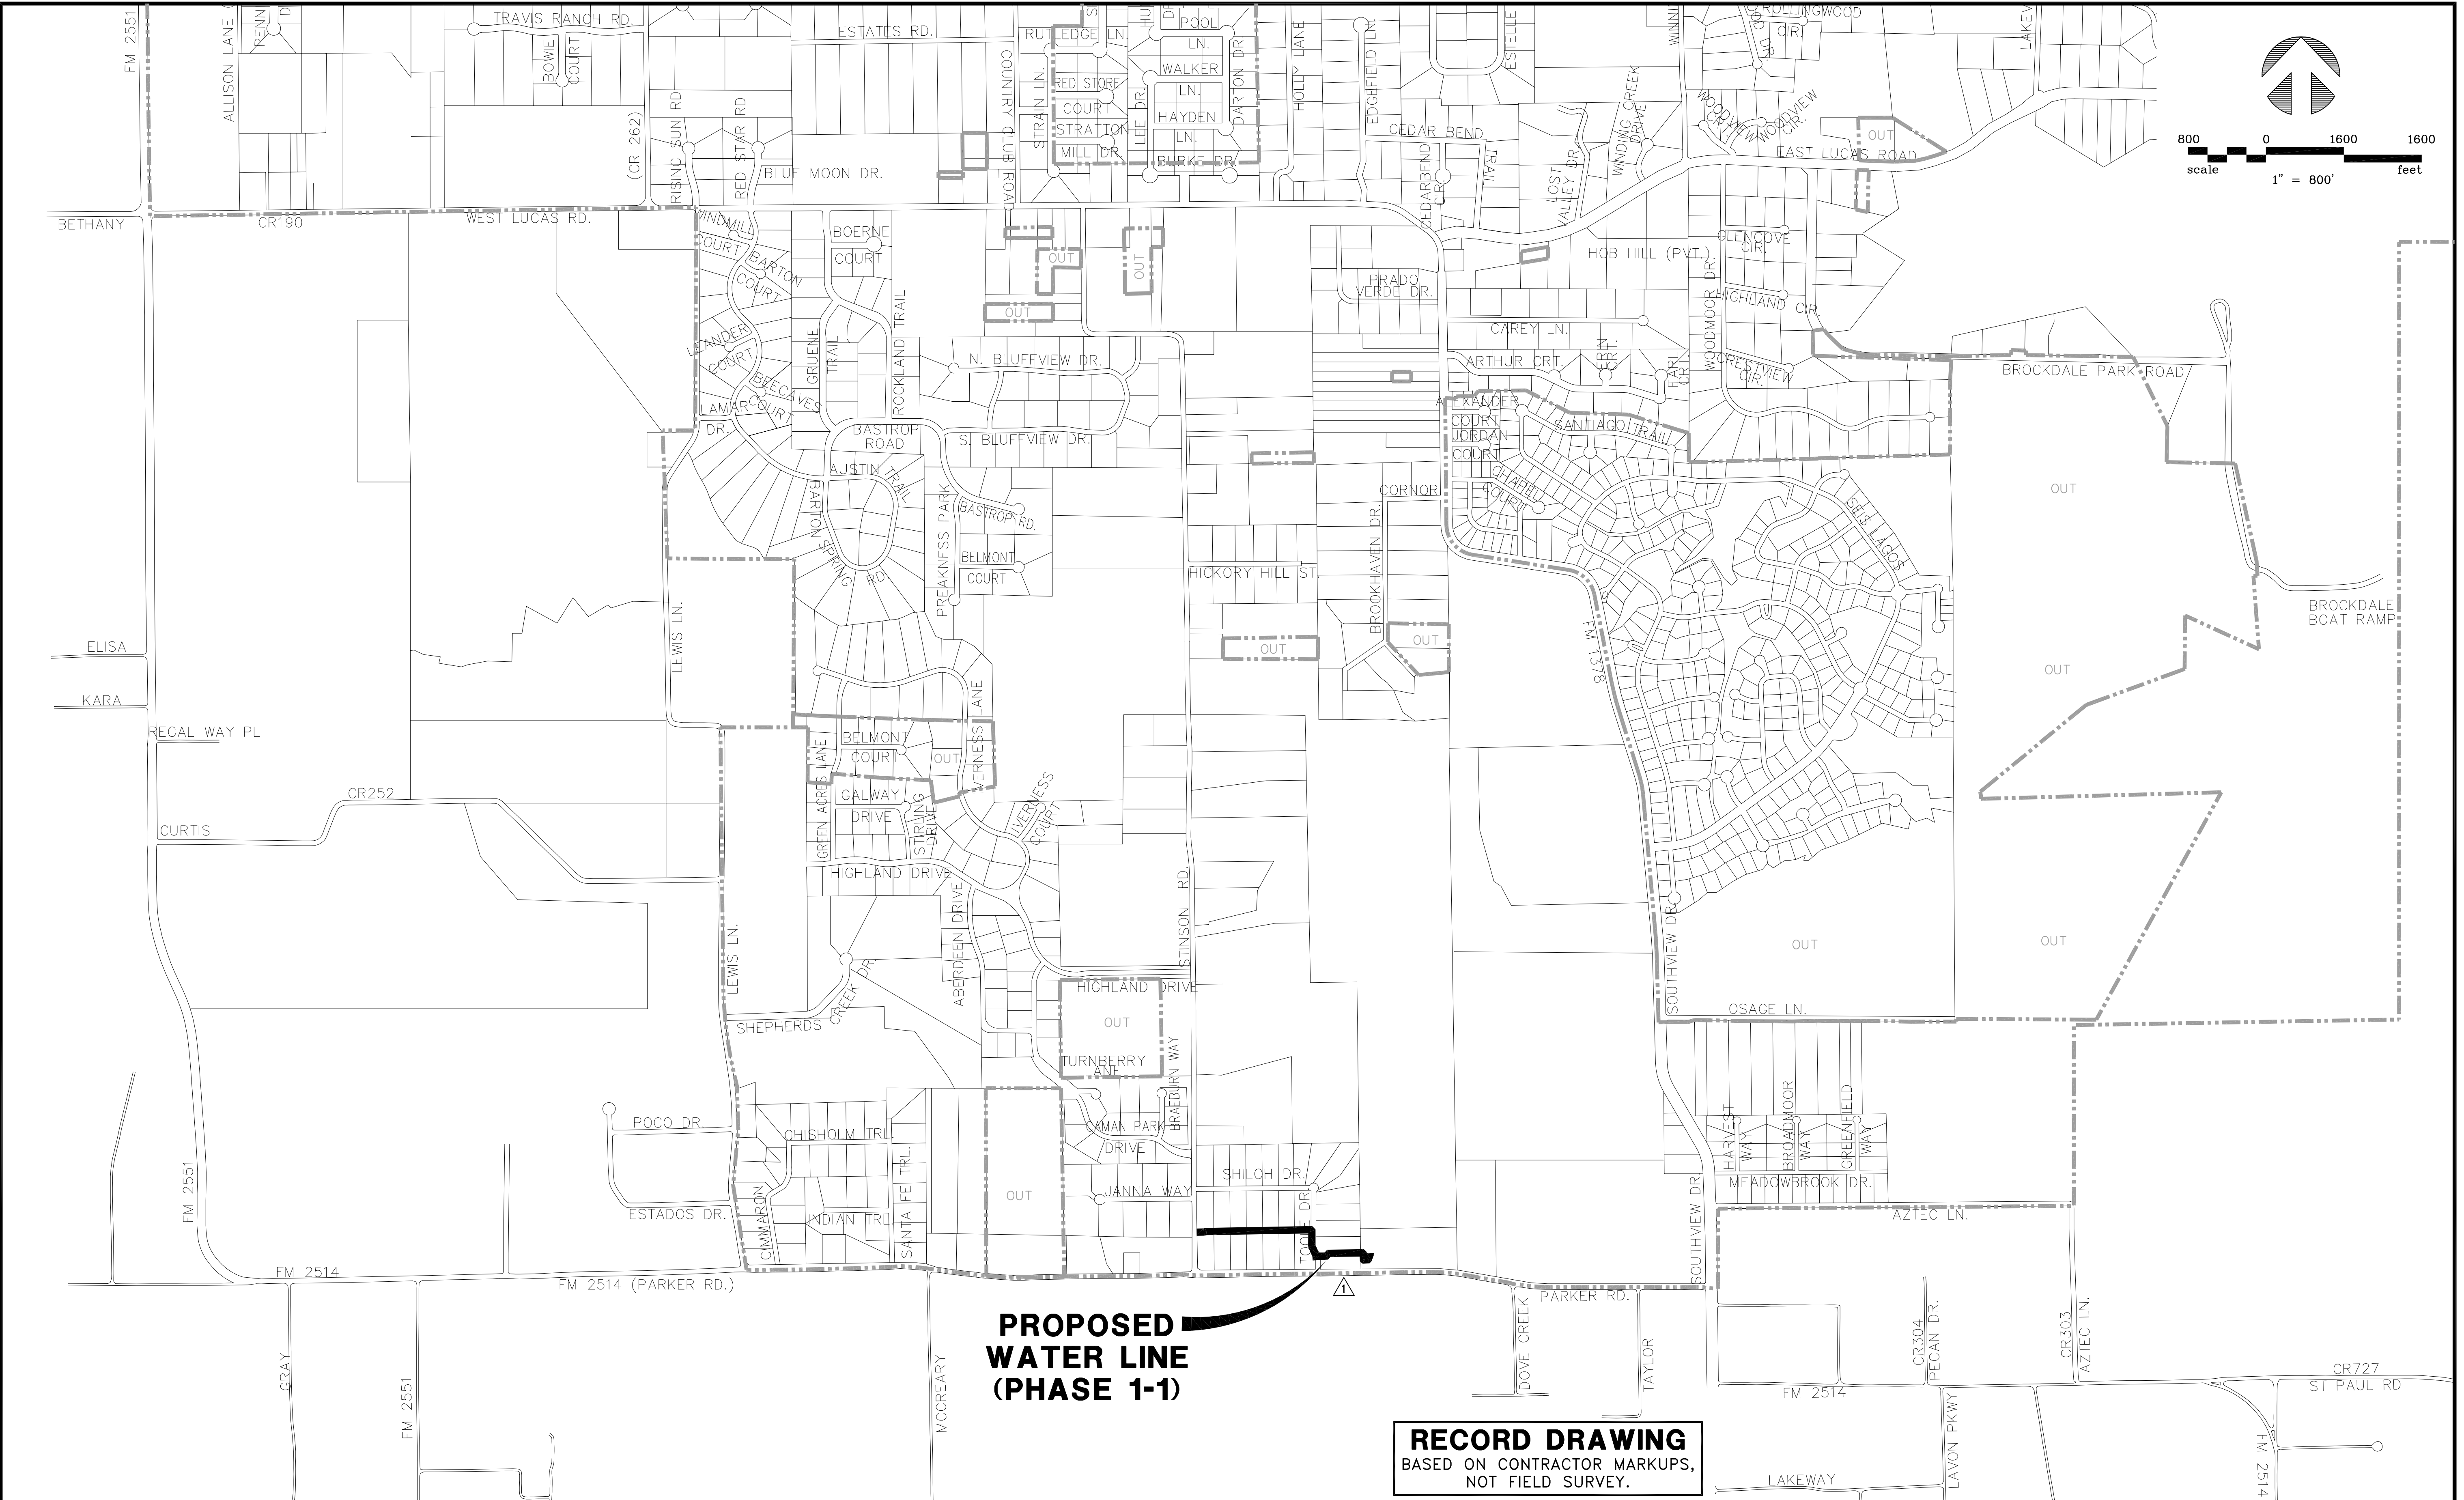 FM 2551
ALLISON LANE
TRAVIS RANCH RD.
BOWIE
COURT
(CR 262)
RISING SUN RD
RED STAR RD
BLUE MOON DR.
ESTATES RD.
COUNTRY CLUB ROAD
RUTLEDGE LN.
STRAIN LN.
RED STORE
COURT
STRATTON
MILL DR.
LEE DR.
POOL
LN.
WALKER
LN.
HAYDEN
LN.
BURKE DR.
DARTON DR.
HOLLY LANE
EDGEFIELD LN.
ESTELLE
CEDAR BEND
TRAIL
CEDARBEND
CIR.
LOST
VALLEY DR.
WINDING CREEK
DRIVE
ROLLINGWOOD
CIR.
WOODVIEW
CRT.
WOODVIEW
CIR.
EAST LUCAS ROAD
OUT
800 0 1600 1600
scale feet
1" = 800'
BETHANY
CR190
WEST LUCAS RD.
WINDMILL
COURT
BARTON
COURT
BOERNE
COURT
LEANDER
COURT
GRUENE
TRAIL
ROCKLAND TRAIL
BEECAVES
COURT
LAMAR
DR.
OUT
OUT
OUT
N. BLUFFVIEW DR.
S. BLUFFVIEW DR.
BASTROP
ROAD
AUSTIN
TRAIL
BARTON SPRING RD.
PREAKNESS PARK
BASTROP RD.
BELMONT
COURT
PRADO
VERDE DR.
HOB HILL (PVT.)
CAREY LN.
ARTHUR CRT.
FERN
CRT.
EARL
CIR.
WOODMOOR DR.
GLENCOVE
CIR.
HIGHLAND CIR.
CRESTVIEW
CIR.
BROCKDALE PARK ROAD
ALEXANDER
COURT
JORDAN
COURT
SANTIAGO TRAIL
CHAPEL
COURT
CORNOR
BROOKHAVEN DR.
SEIS LAGOS
OUT
HICKORY HILL ST.
OUT
OUT
FM 1378
OUT
BROCKDALE
BOAT RAMP
ELISA
KARA
REGAL WAY PL
LEWIS LN.
CR252
CURTIS
BELMONT
COURT
OUT
IVERNESS LANE
GREEN ACRES LANE
GALWAY
DRIVE
STIRLING
DRIVE
IVERNESS
COURT
HIGHLAND DRIVE
ABERDEEN DRIVE
STINSON RD.
LEWIS LN.
SHEPHERDS
CREEK DR.
HIGHLAND DRIVE
OUT
TURNBERRY
LANE
BRAEBURN WAY
SOUTHVIEW DR.
OUT
OUT
OSAGE LN.
POCO DR.
ESTADOS DR.
CHISHOLM TRL.
CIMMARON
INDIAN TRL
SANTA FE TRL.
OUT
CAMAN PARK
DRIVE
JANNA WAY
SHILOH DR.
TOOLE DR.
HARVEST
WAY
BROADMOOR
WAY
GREENFIELD
WAY
MEADOWBROOK DR.
SOUTHVIEW DR.
AZTEC LN.
FM 2551
FM 2514
FM 2514 (PARKER RD.)
1
PARKER RD.
PROPOSED
WATER LINE
(PHASE 1-1)
GRAY
FM 2551
MCCREARY
DOVE CREEK
TAYLOR
CR304
PECAN DR.
CR303
AZTEC LN.
FM 2514
CR727
ST PAUL RD
LAVON PKWY
LAKEWAY
FM 2514
RECORD DRAWING
BASED ON CONTRACTOR MARKUPS,
NOT FIELD SURVEY.